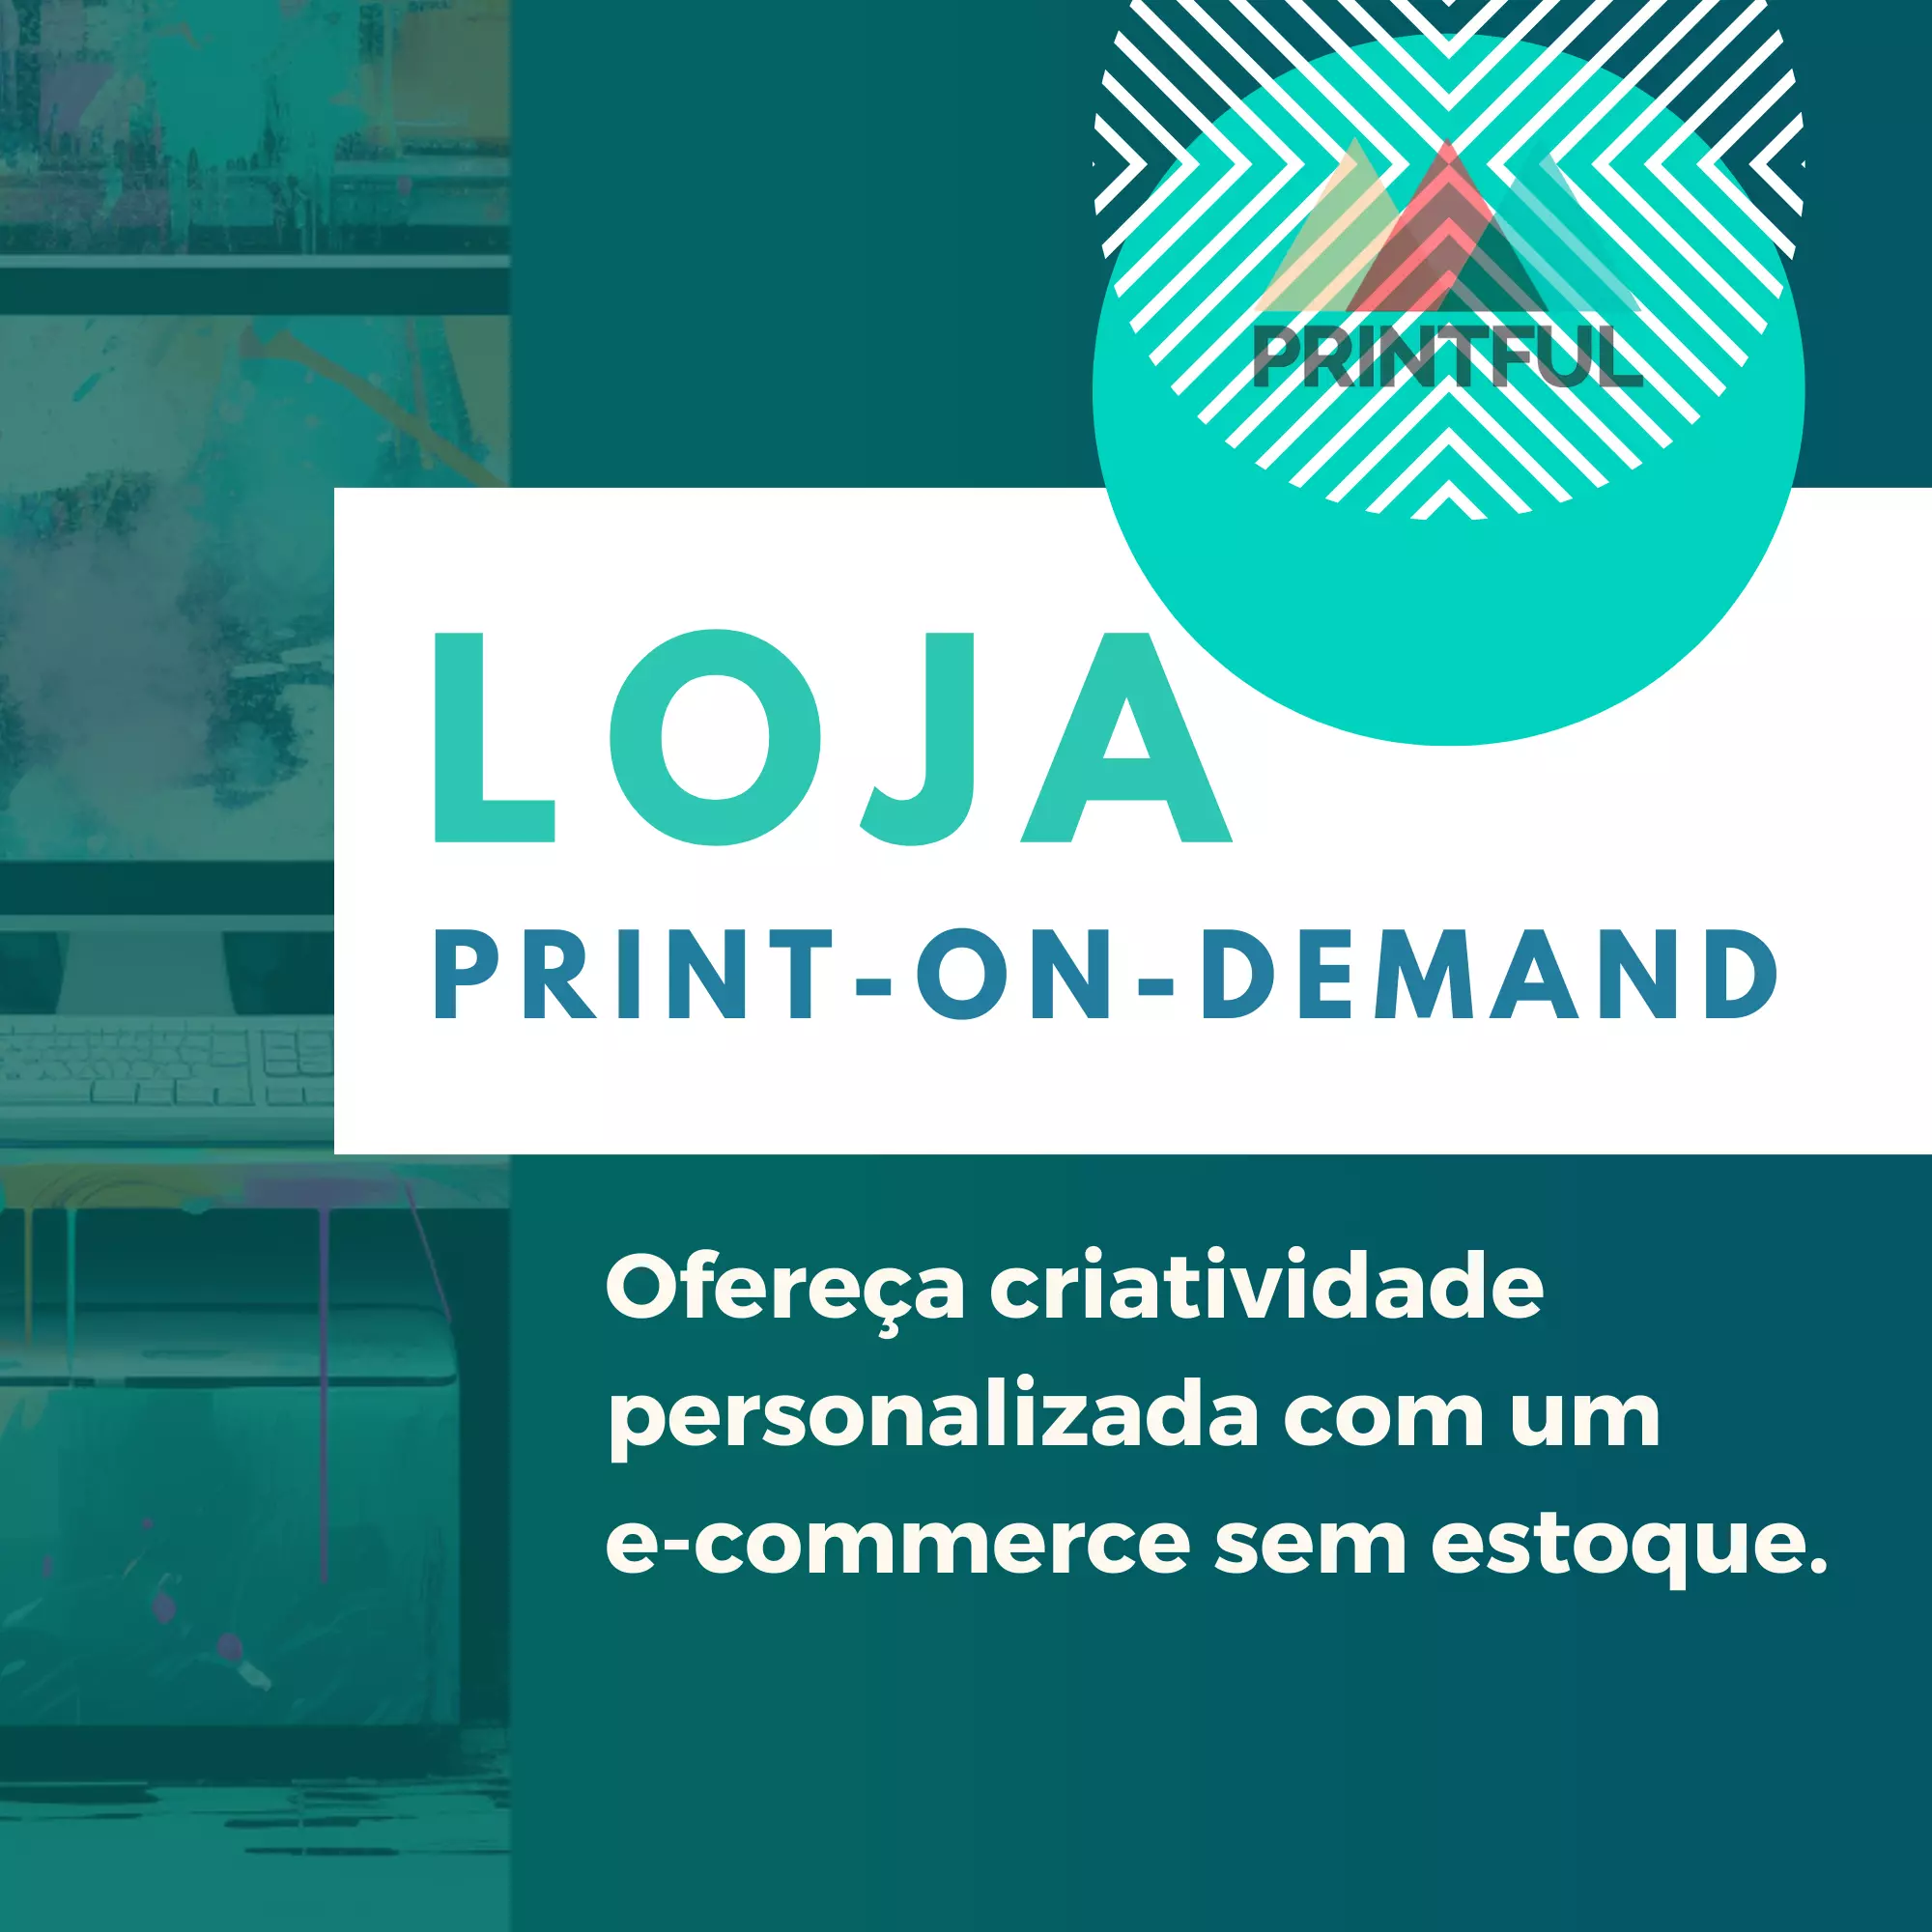 PRINTFUL
LOJA
PRINT-ON-DEMAND
Ofereça criatividade
personalizada com um
e-commerce sem estoque.